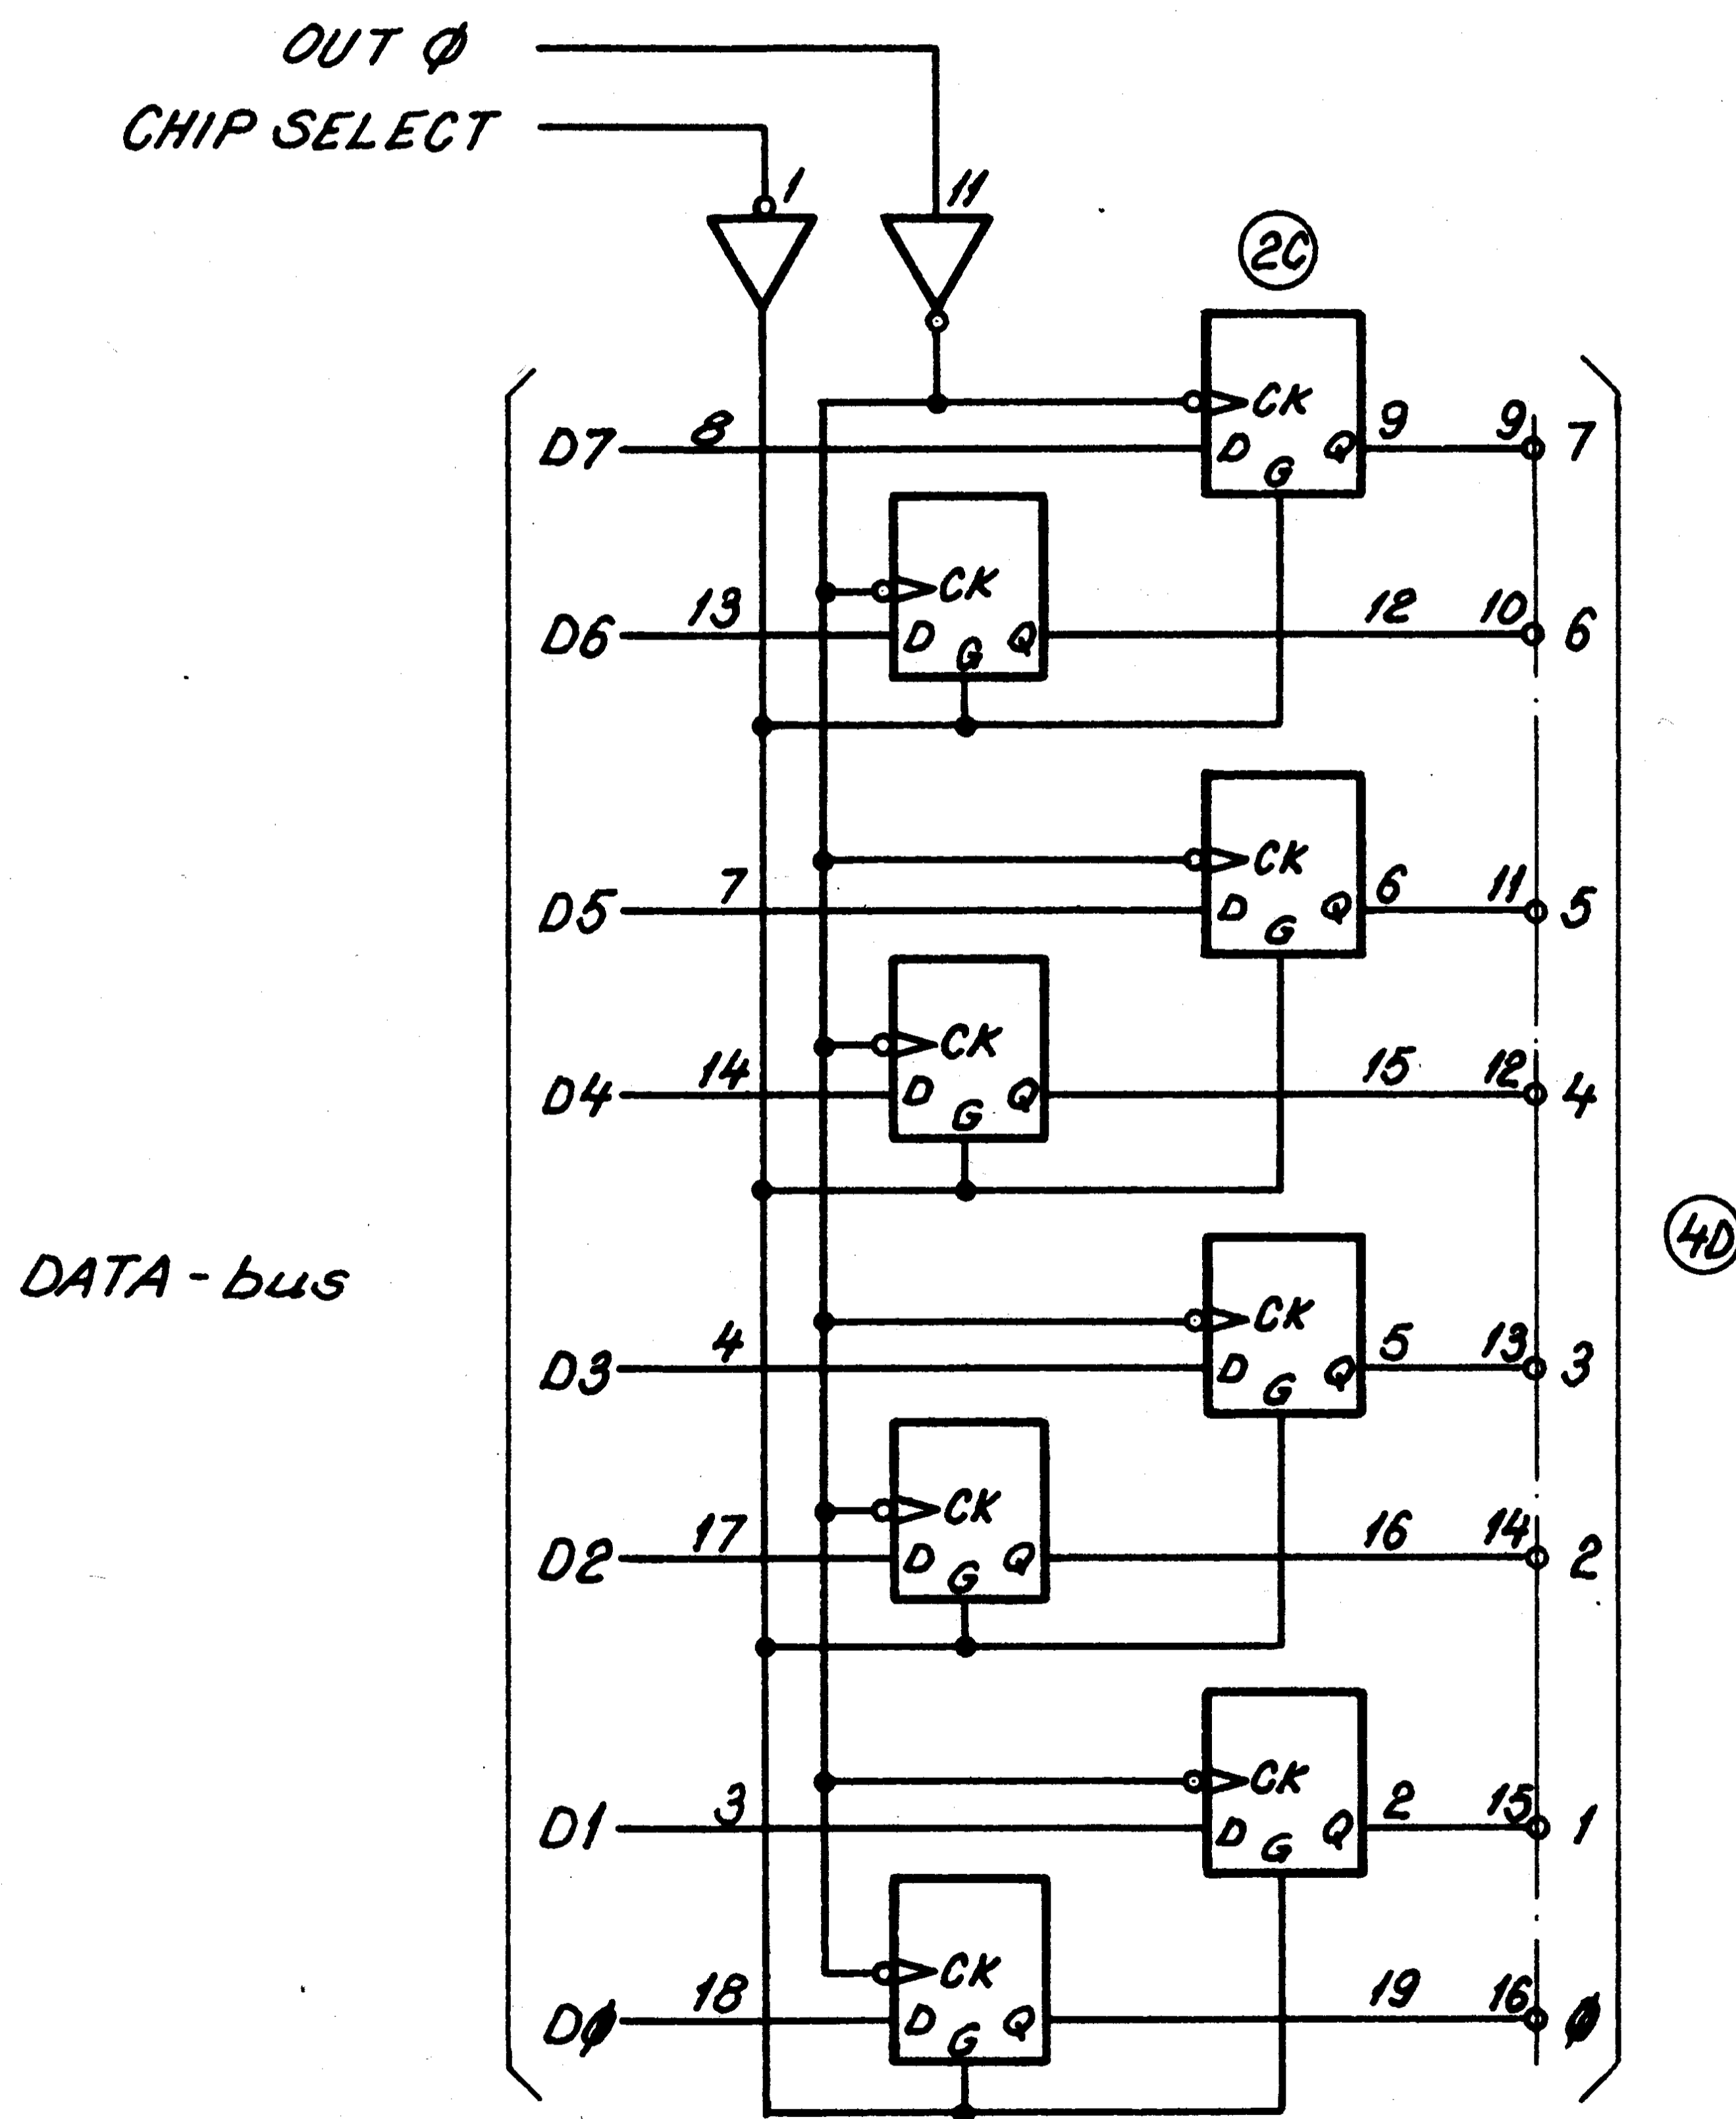 OUT Ø
CHIP SELECT
1
11
2C
CK
D7 8 D G Q 9 9 7
CK
D6 13 D G Q 12 10 6
CK
D5 7 D G Q 6 11 5
CK
D4 14 D G Q 15 12 4
4D
DATA-bus
CK
D3 4 D G Q 5 13 3
CK
D2 17 D G Q 16 14 2
CK
D1 3 D G Q 2 15 1
CK
DØ 18 D G Q 19 16 Ø